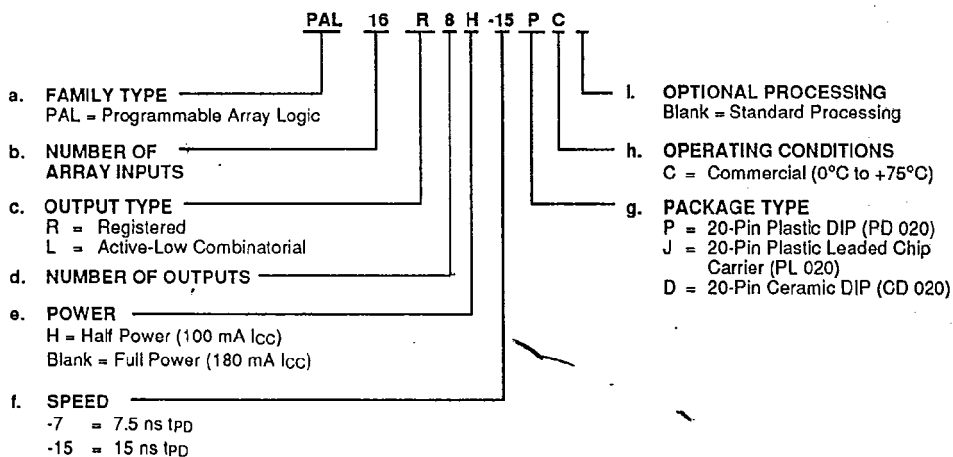 PAL 16 R 8 H -15 P C
a. FAMILY TYPE
PAL = Programmable Array Logic
b. NUMBER OF
ARRAY INPUTS
c. OUTPUT TYPE
R = Registered
L = Active-Low Combinatorial
d. NUMBER OF OUTPUTS
e. POWER
H = Half Power (100 mA ICC)
Blank = Full Power (180 mA ICC)
f. SPEED
-7 = 7.5 ns tPD
-15 = 15 ns tPD
I. OPTIONAL PROCESSING
Blank = Standard Processing
h. OPERATING CONDITIONS
C = Commercial (0°C to +75°C)
g. PACKAGE TYPE
P = 20-Pin Plastic DIP (PD 020)
J = 20-Pin Plastic Leaded Chip
Carrier (PL 020)
D = 20-Pin Ceramic DIP (CD 020)